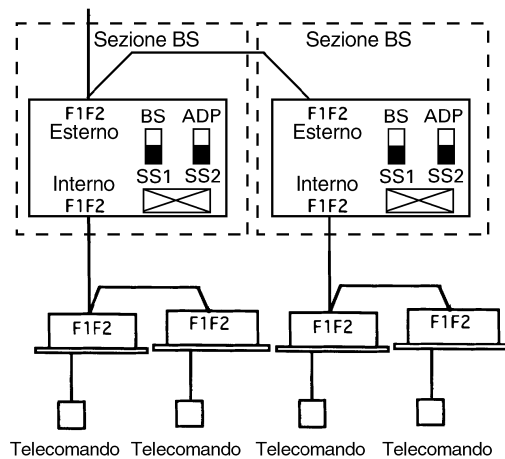 Sezione BS
Sezione BS
F1F2
Esterno
BS ADP
SS1 SS2
Interno
F1F2
F1F2
Esterno
BS ADP
SS1 SS2
Interno
F1F2
F1F2
F1F2
F1F2
F1F2
Telecomando Telecomando Telecomando Telecomando